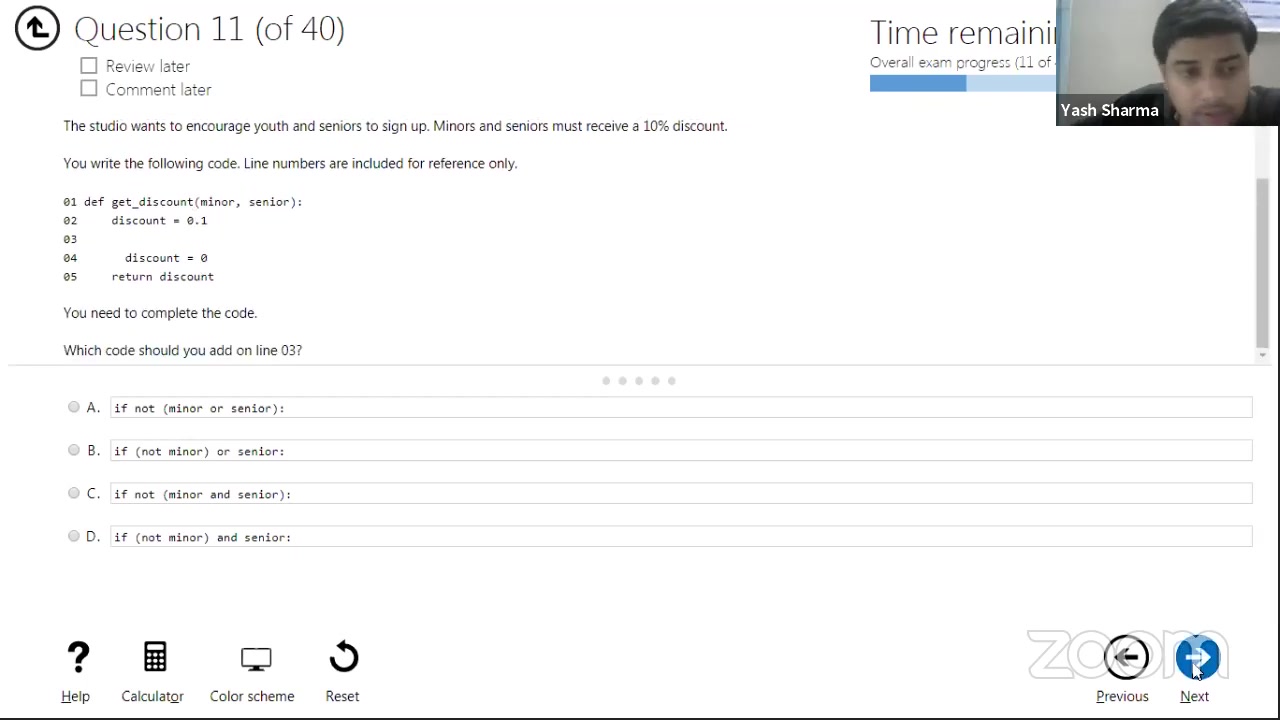 Question 11 (of 40)
Review later
Comment later
Time remaini
Overall exam progress (11 of
Yash Sharma
The studio wants to encourage youth and seniors to sign up. Minors and seniors must receive a 10% discount.
You write the following code. Line numbers are included for reference only.
01 def get_discount(minor, senior):
02 discount = 0.1
03
04 discount = 0
05 return discount
You need to complete the code.
Which code should you add on line 03?
A. if not (minor or senior):
B. if (not minor) or senior:
C. if not (minor and senior):
D. if (not minor) and senior:
zoom
Help
Calculator
Color scheme
Reset
Previous
Next